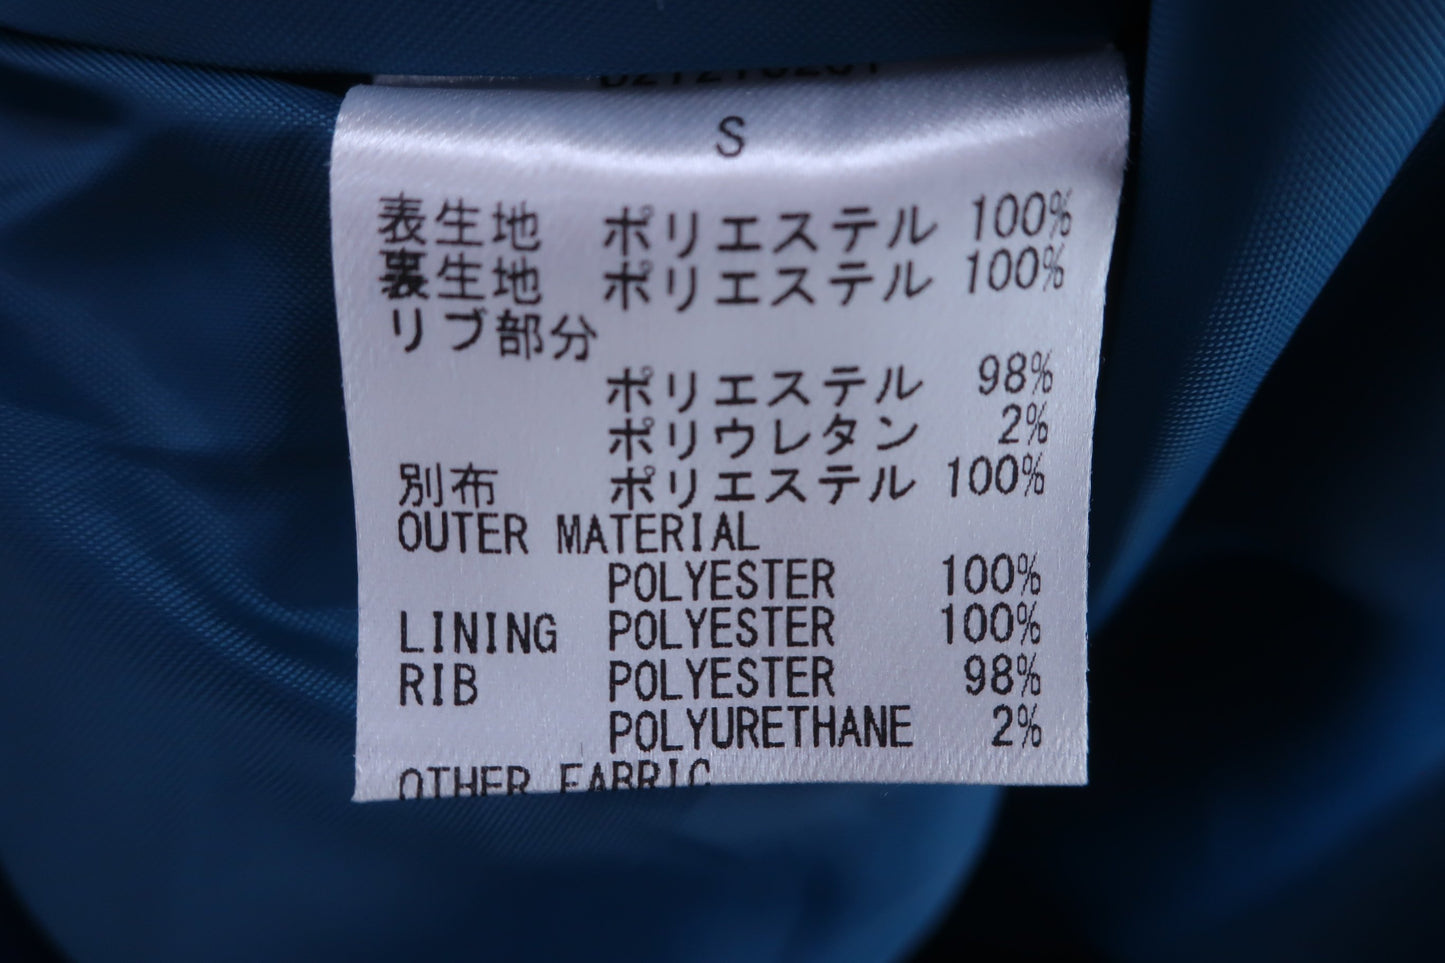 S
表生地 ポリエステル 100%
裏生地 ポリエステル 100%
リブ部分
ポリエステル 98%
ポリウレタン 2%
別布 ポリエステル 100%
OUTER MATERIAL
POLYESTER 100%
LINING POLYESTER 100%
RIB POLYESTER 98%
POLYURETHANE 2%
OTHER FABRIC